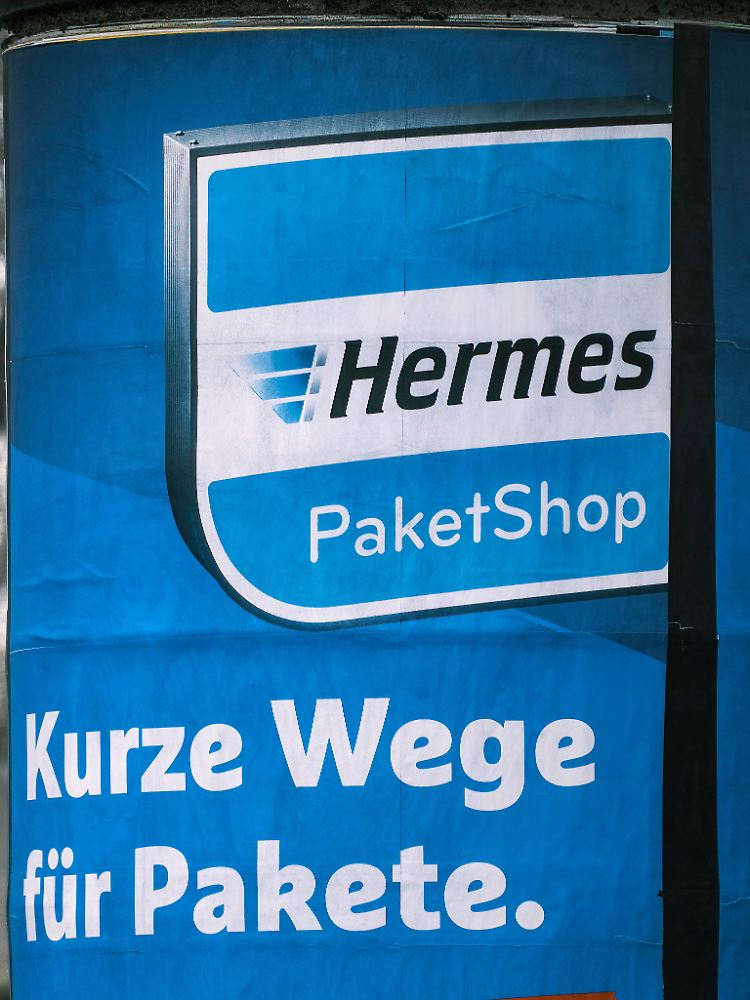 Hermes
PaketShop
Kurze Wege
für Pakete.